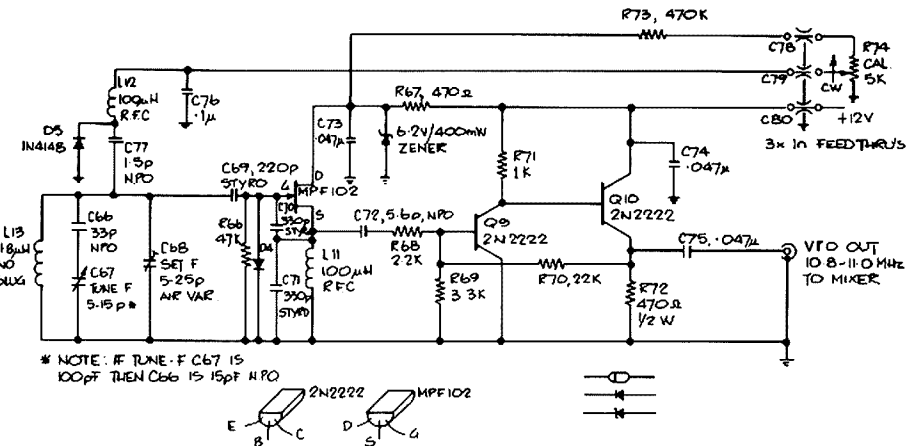 R73, 470K
C78
R74
CAL.
5K
C79
CW
C80
+12V
3x In FEEDTHRU'S
L12
100μH
R.F.C
C76
.1μ
D5
IN4148
C77
1.5p
NPO
R67, 470Ω
C73
.047μ
6.2V/400mW
ZENER
R71
1K
C74
.047μ
Q10
2N2222
C69, 220p
STYRO
G
D
MPF102
S
C70
330p
R66
47K
D4
C72, 5.6p, NPO
R68
2.2K
Q9
2N2222
C75, .047μ
VFO OUT
10.8-11.0 MHz
TO MIXER
L13
C66
33p
NPO
C67
TUNE F
5-15p*
C68
SET F
5-25p
AIR VAR.
C71
330p
STYRO
L11
100μH
RFC
R69
3.3K
R70, 22K
R72
470Ω
1/2 W
* NOTE: IF TUNE-F C67 IS
100pF THEN C66 IS 15pF NPO
2N2222
E
B
C
MPF102
D
S
G